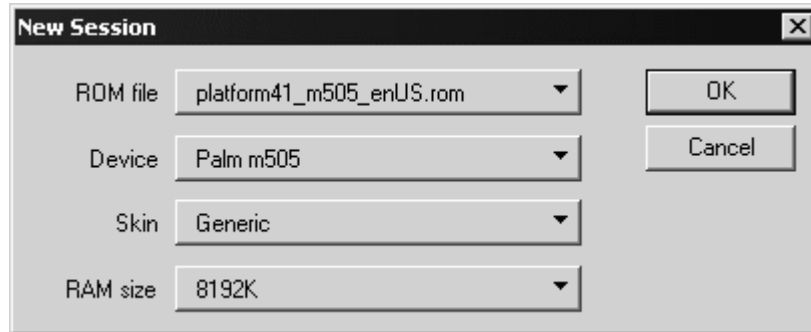 New Session
ROM file platform41_m505_enUS.rom OK
Device Palm m505 Cancel
Skin Generic
RAM size 8192K